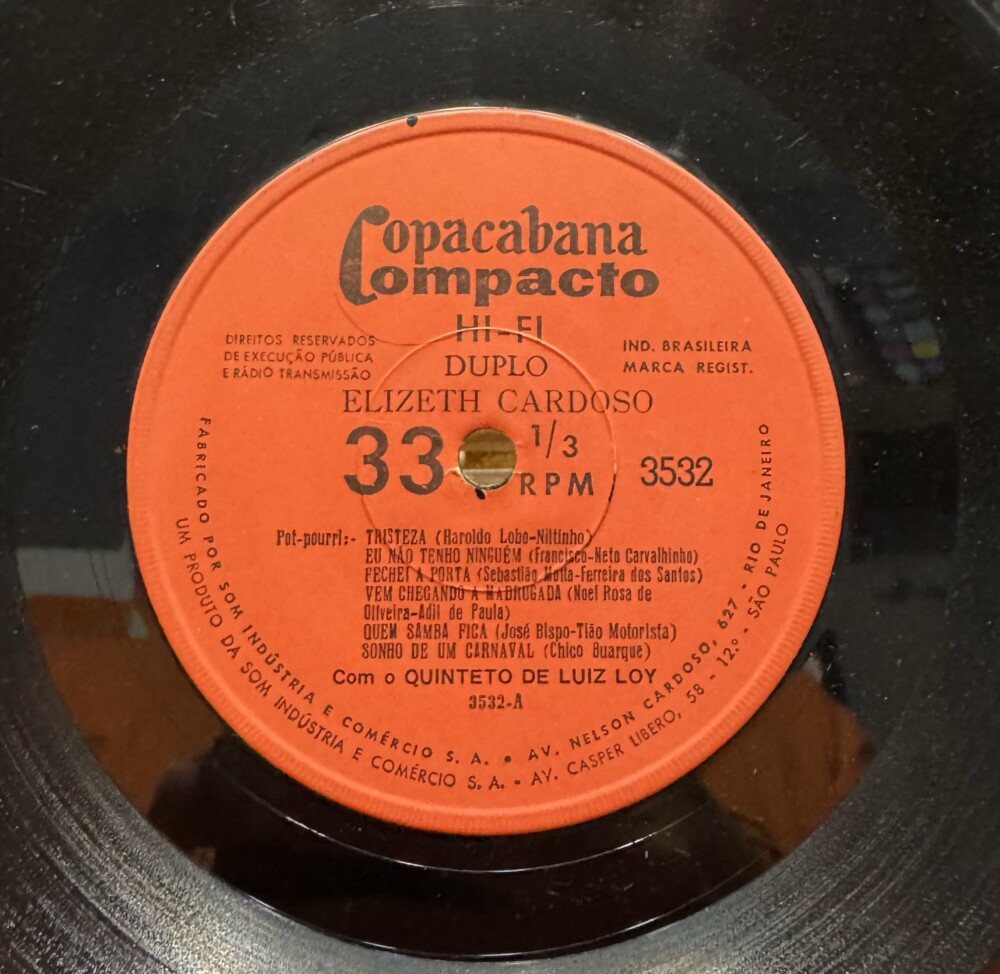 Copacabana
Compacto
HI-FI
DUPLO
DIREITOS RESERVADOS
DE EXECUÇÃO PÚBLICA
E RÁDIO TRANSMISSÃO
IND. BRASILEIRA
MARCA REGIST.
ELIZETH CARDOSO
33 1/3
RPM
3532
Pot-pourri:- TRISTEZA (Haroldo Lobo-Niltinho)
EU NÃO TENHO NINGUÉM (Francisco-Neto Carvalhinho)
FECHEI A PORTA (Sebastião Motta-Ferreira dos Santos)
VEM CHEGANDO A MADRUGADA (Noel Rosa de
Oliveira-Adil de Paula)
QUEM SAMBA FICA (José Bispo-Tião Motorista)
SONHO DE UM CARNAVAL (Chico Buarque)
Com o QUINTETO DE LUIZ LOY
3532-A
FABRICADO POR SOM INDÚSTRIA E COMÉRCIO S. A. • AV. NELSON CARDOSO, 627 - RIO DE JANEIRO
UM PRODUTO DA SOM INDÚSTRIA E COMÉRCIO S. A. • AV. CASPER LIBERO, 58 - 12.º - SÃO PAULO